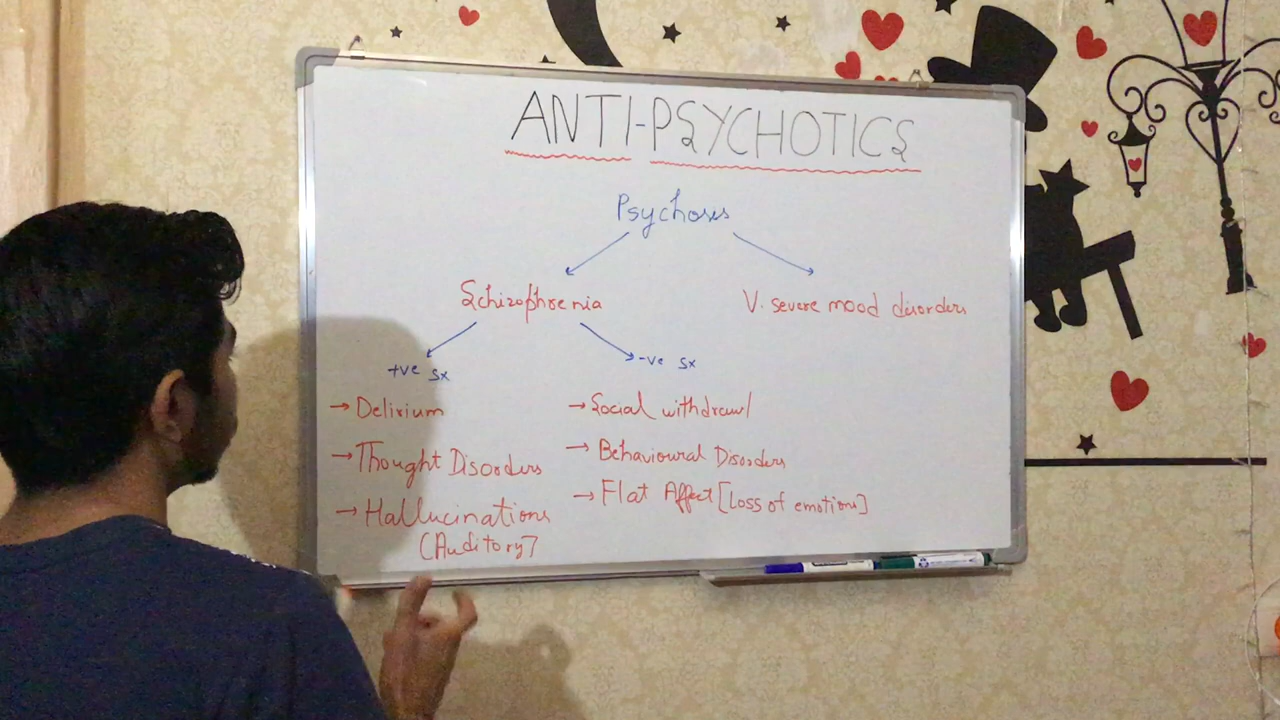 ANTI-PSYCHOTICS
Psychosis
Schizophrenia
V. severe mood disorders
+ve sx
-ve sx
→ Delirium
→ Thought Disorders
→ Hallucinations
(Auditory]
→ Social withdrawl
→ Behavioural Disorders
→ Flat Affect [Loss of emotions]